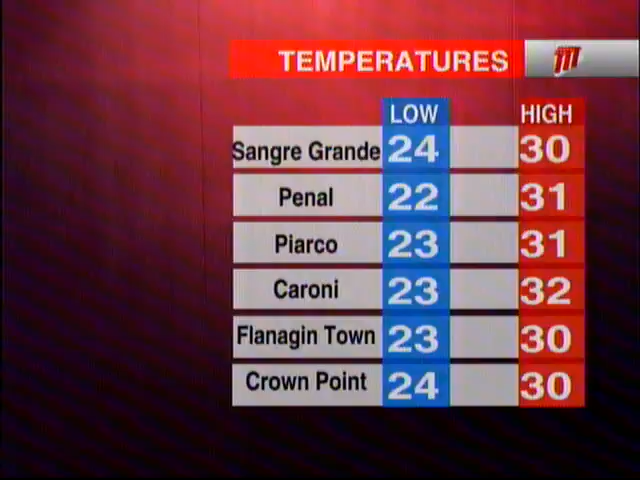 TEMPERATURES
LOW HIGH
Sangre Grande 24 30
Penal 22 31
Piarco 23 31
Caroni 23 32
Flanagin Town 23 30
Crown Point 24 30